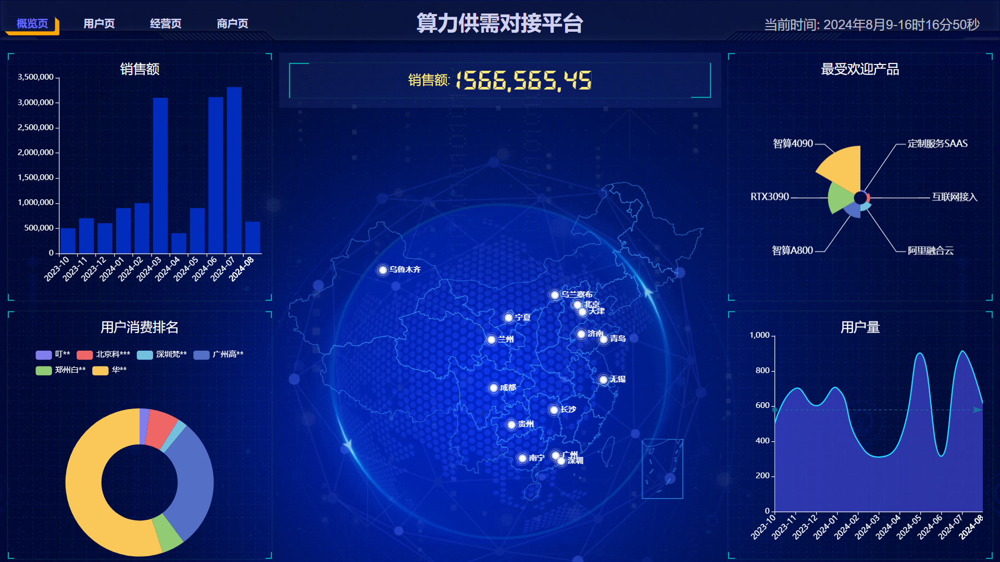 概览页 用户页 经营页 商户页
算力供需对接平台
当前时间: 2024年8月9-16时16分50秒
销售额
3,500,000
3,000,000
2,500,000
2,000,000
1,500,000
1,000,000
500,000
0
2023-10 2023-11 2023-12 2024-01 2024-02 2024-03 2024-04 2024-05 2024-06 2024-07 2024-08
用户消费排名
叮** 北京科*** 深圳梵** 广州高**
郑州白** 华**
销售额: 1566,565,45
乌鲁木齐
乌兰察布
北京
天津
宁夏
济南
青岛
兰州
无锡
成都
长沙
贵州
广州
南宁
深圳
最受欢迎产品
智算4090 定制服务SAAS
RTX3090 互联网接入
智算A800 阿里融合云
用户量
1,000
800
600
400
200
0
2023-10 2023-11 2023-12 2024-01 2024-02 2024-03 2024-04 2024-05 2024-06 2024-07 2024-08